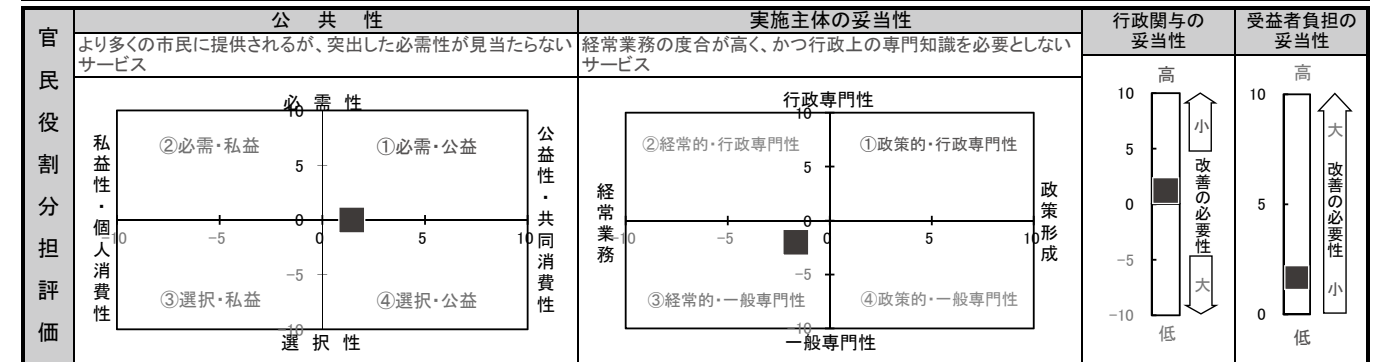 官民役割分担評価
公共性
より多くの市民に提供されるが、突出した必需性が見当たらない
サービス
必需性
10
私益性・個人消費性
②必需・私益
①必需・公益
公益性・共同消費性
5
0
-10
-5
0
5
10
-5
③選択・私益
④選択・公益
-10
選択性
実施主体の妥当性
経常業務の度合が高く、かつ行政上の専門知識を必要としない
サービス
行政専門性
10
②経常的・行政専門性
①政策的・行政専門性
5
経常業務
政策形成
0
-10
-5
0
5
10
-5
③経常的・一般専門性
④政策的・一般専門性
-10
一般専門性
行政関与の
妥当性
高
10
5
0
-5
-10
低
小
改善の必要性
大
受益者負担の
妥当性
高
10
5
0
低
大
改善の必要性
小